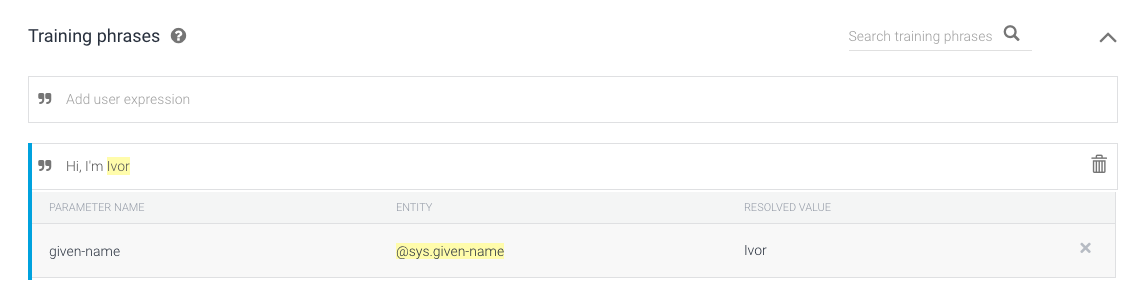 Training phrases ?
Search training phrases
Add user expression
Hi, I'm Ivor
PARAMETER NAME ENTITY RESOLVED VALUE
given-name @sys.given-name Ivor